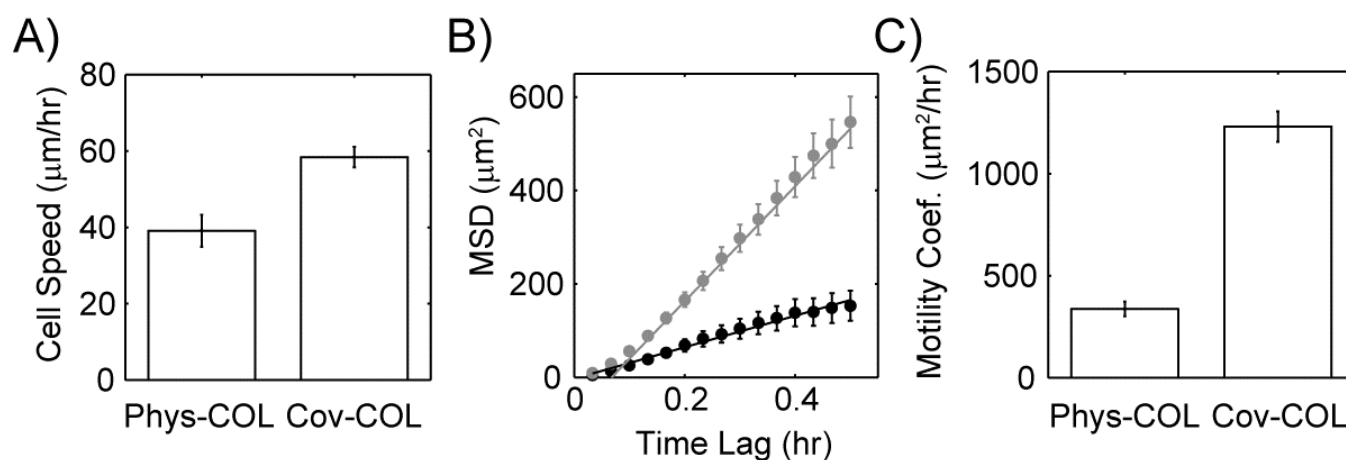 A)
Cell Speed (μm/hr)
80
60
40
20
0
Phys-COL Cov-COL
B)
MSD (μm²)
600
400
200
0
0 0.2 0.4
Time Lag (hr)
C)
Motility Coef. (μm²/hr)
1500
1000
500
0
Phys-COL Cov-COL